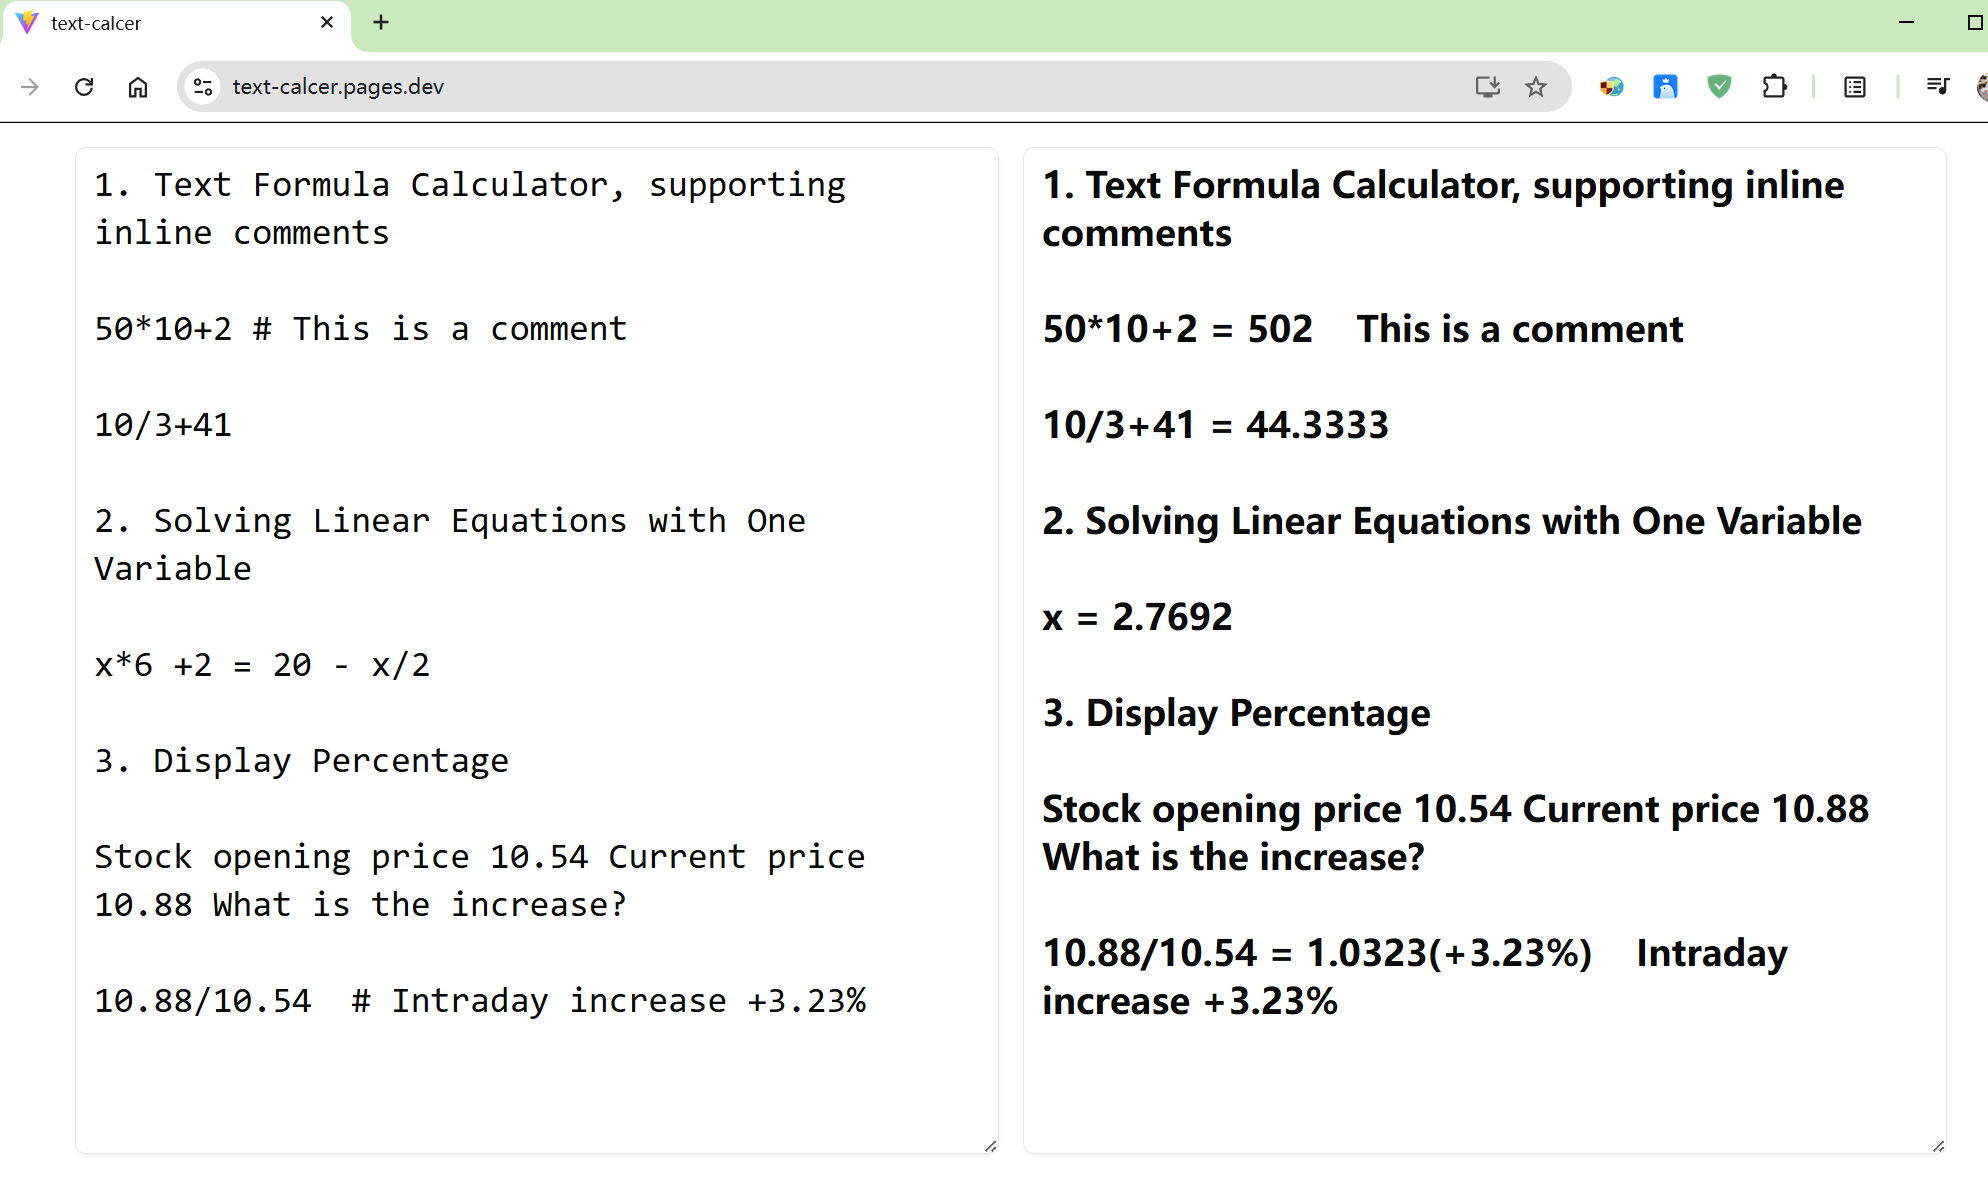 text-calcer
text-calcer.pages.dev
1. Text Formula Calculator, supporting
inline comments
50*10+2 # This is a comment
10/3+41
2. Solving Linear Equations with One
Variable
x*6 +2 = 20 - x/2
3. Display Percentage
Stock opening price 10.54 Current price
10.88 What is the increase?
10.88/10.54  # Intraday increase +3.23%
1. Text Formula Calculator, supporting inline
comments
50*10+2 = 502    This is a comment
10/3+41 = 44.3333
2. Solving Linear Equations with One Variable
x = 2.7692
3. Display Percentage
Stock opening price 10.54 Current price 10.88
What is the increase?
10.88/10.54 = 1.0323(+3.23%)    Intraday
increase +3.23%